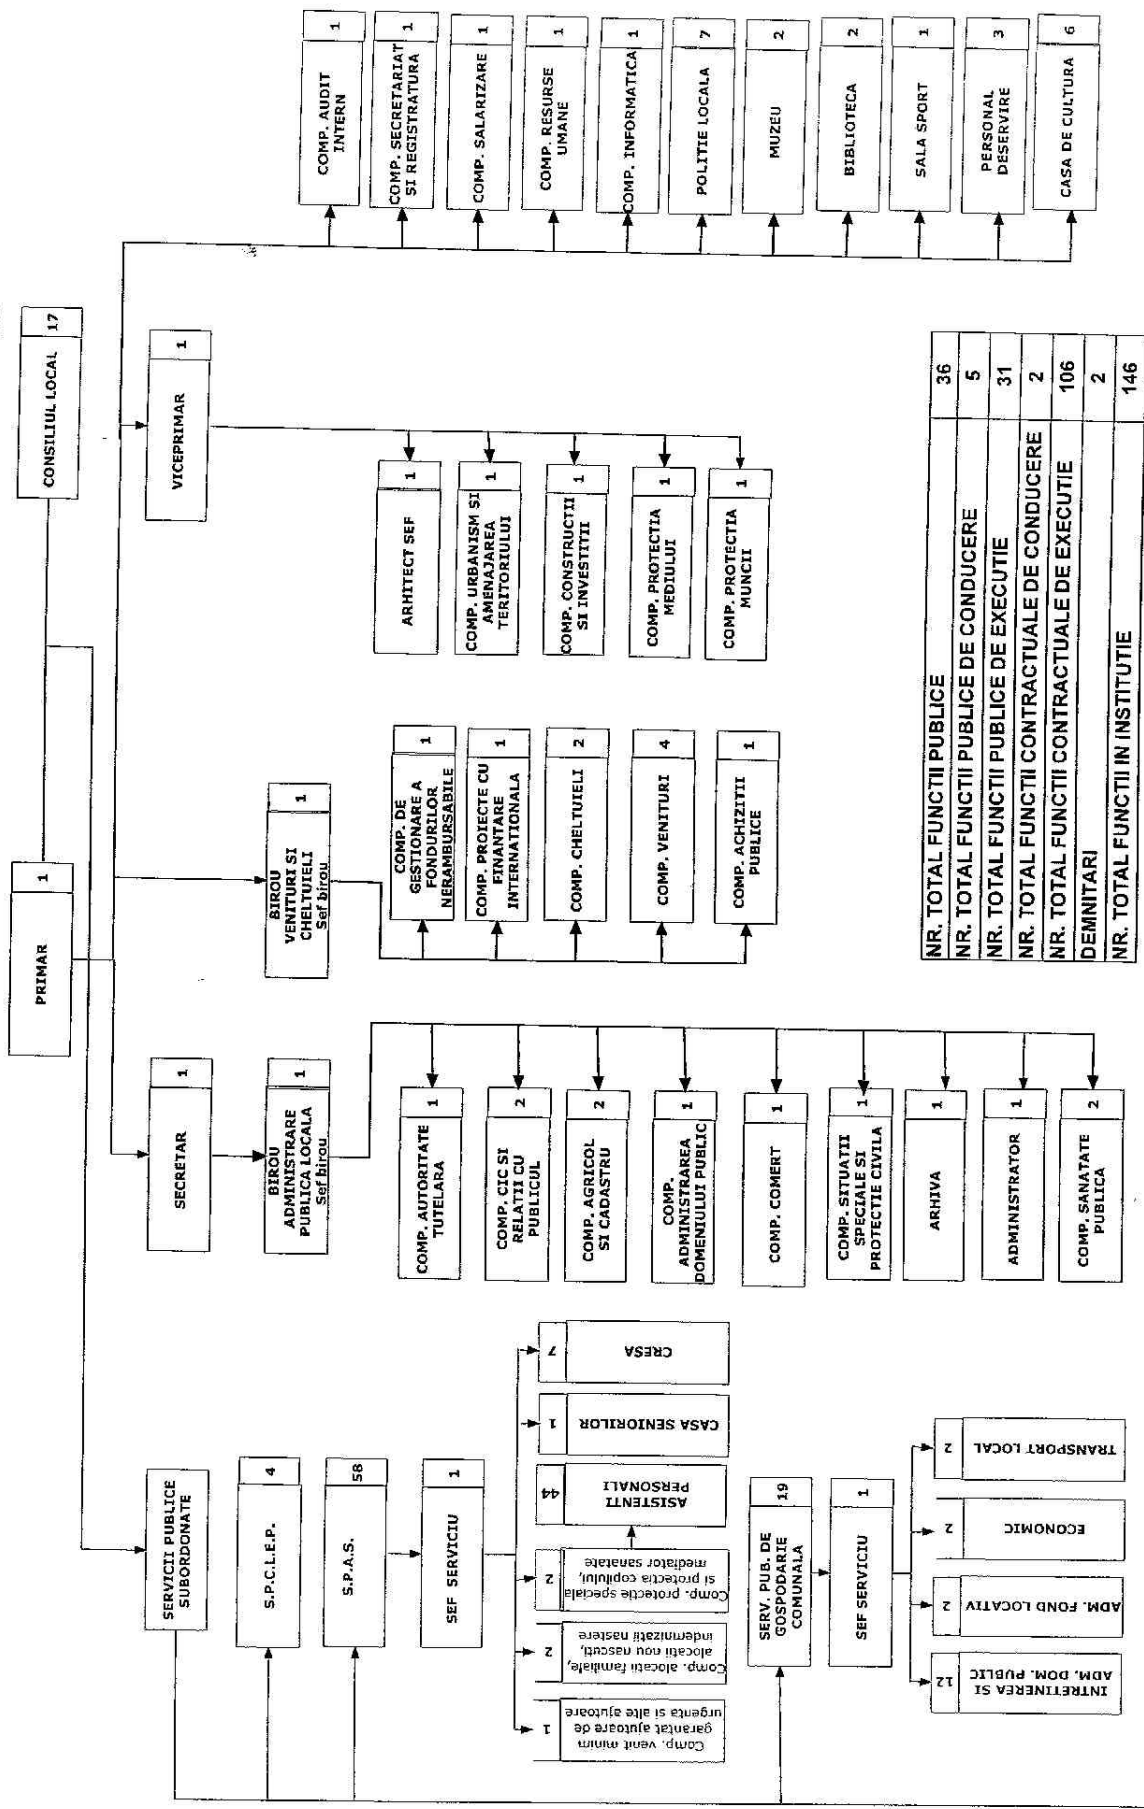 CONSILIUL LOCAL
17
PRIMAR
1
VICEPRIMAR
1
SECRETAR
1
SERVICII PUBLICE
SUBORDONATE
BIROU
ADMINISTRARE
PUBLICA LOCALA
Sef birou
1
BIROU
VENITURI SI
CHELTUIELI
Sef birou
1
S.P.C.L.E.P.
4
S.P.A.S.
58
SEF SERVICIU
1
Comp. venit minim
garantat ajutoare de
urgenta si alte ajutoare
1
Comp. alocatii familiale,
alocatii nou nascuti,
indemnizatii nastere
2
Comp. protectie speciala
si protectia copilului,
mediator sanatate
2
ASISTENTI
PERSONALI
44
CASA SENIORILOR
1
CRESA
7
SERV. PUB. DE
GOSPODARIE
COMUNALA
19
SEF SERVICIU
1
INTRETINEREA SI
ADM. DOM. PUBLIC
12
ADM. FOND LOCATIV
2
ECONOMIC
2
TRANSPORT LOCAL
2
COMP. AUTORITATE
TUTELARA
1
COMP. CIC SI
RELATII CU
PUBLICUL
2
COMP. AGRICOL
SI CADASTRU
2
COMP.
ADMINISTRAREA
DOMENIULUI PUBLIC
1
COMP. COMERT
1
COMP. SITUATII
SPECIALE SI
PROTECTIE CIVILA
1
ARHIVA
1
ADMINISTRATOR
1
COMP. SANATATE
PUBLICA
2
COMP. DE
GESTIONARE A
FONDURILOR
NERAMBURSABILE
1
COMP. PROIECTE CU
FINANTARE
INTERNATIONALA
1
COMP. CHELTUIELI
2
COMP. VENITURI
4
COMP. ACHIZITII
PUBLICE
1
ARHITECT SEF
1
COMP. URBANISM SI
AMENAJAREA
TERITORIULUI
1
COMP. CONSTRUCTII
SI INVESTITII
1
COMP. PROTECTIA
MEDIULUI
1
COMP. PROTECTIA
MUNCII
1
COMP. AUDIT
INTERN
1
COMP. SECRETARIAT
SI REGISTRATURA
1
COMP. SALARIZARE
1
COMP. RESURSE
UMANE
1
COMP. INFORMATICA
1
POLITIE LOCALA
7
MUZEU
2
BIBLIOTECA
2
SALA SPORT
1
PERSONAL
DESERVIRE
3
CASA DE CULTURA
6
NR. TOTAL FUNCTII PUBLICE 36
NR. TOTAL FUNCTII PUBLICE DE CONDUCERE 5
NR. TOTAL FUNCTII PUBLICE DE EXECUTIE 31
NR. TOTAL FUNCTII CONTRACTUALE DE CONDUCERE 2
NR. TOTAL FUNCTII CONTRACTUALE DE EXECUTIE 106
DEMNITARI 2
NR. TOTAL FUNCTII IN INSTITUTIE 146